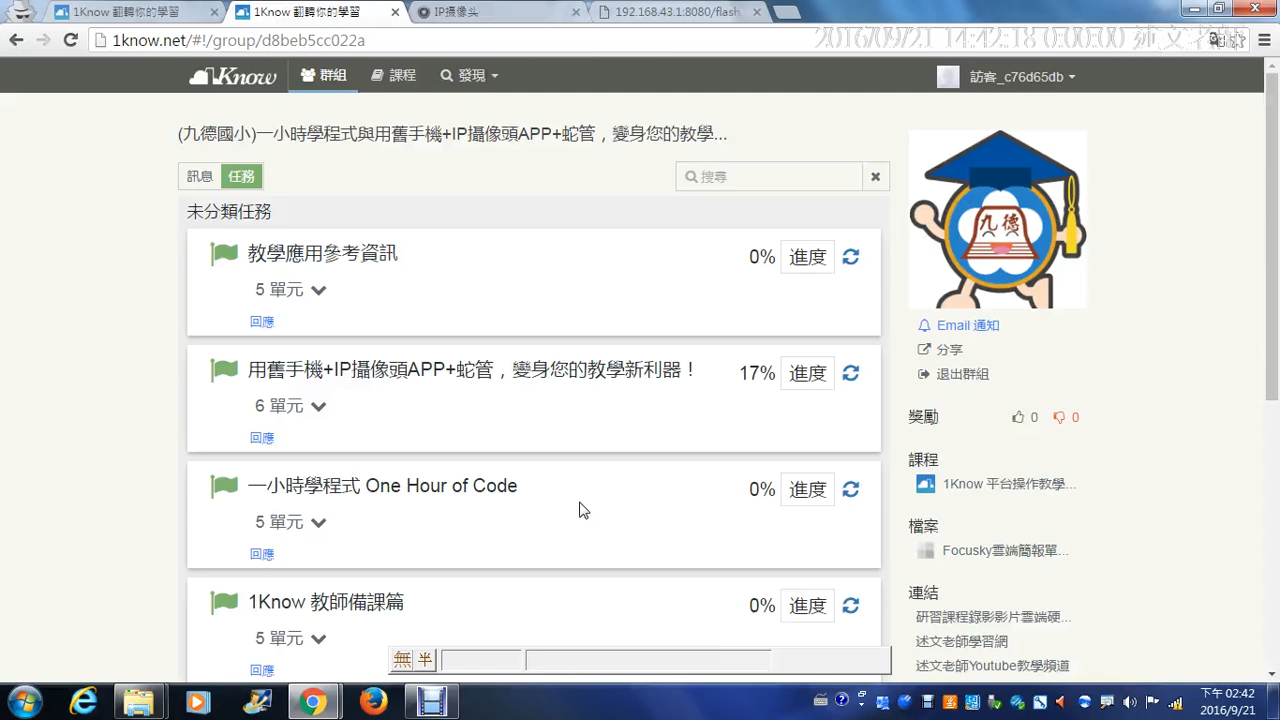 1Know 翻轉你的學習
1Know 翻轉你的學習
IP摄像头
192.168.43.1:8080/flash
1know.net/#!/group/d8beb5cc022a
2016/09/21 14:42:18
1Know
群組
課程
發現
訪客_c76d65db
(九德國小)一小時學程式與用舊手機+IP攝像頭APP+蛇管，變身您的教學...
訊息
任務
搜尋
未分類任務
教學應用參考資訊
0%
進度
5 單元
回應
用舊手機+IP攝像頭APP+蛇管，變身您的教學新利器！
17%
進度
6 單元
回應
一小時學程式 One Hour of Code
0%
進度
5 單元
回應
1Know 教師備課篇
0%
進度
5 單元
回應
九德
Email 通知
分享
退出群組
獎勵
0
0
課程
1Know 平台操作教學...
檔案
Focusky雲端簡報單...
連結
研習課程錄影影片雲端硬...
述文老師學習網
述文老師Youtube教學頻道
無
半
下午 02:42
2016/9/21